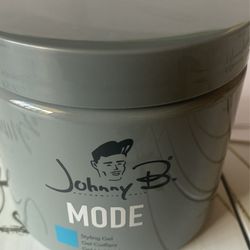 Johnny B.
MODE
Styling Gel
Gel Coiffant